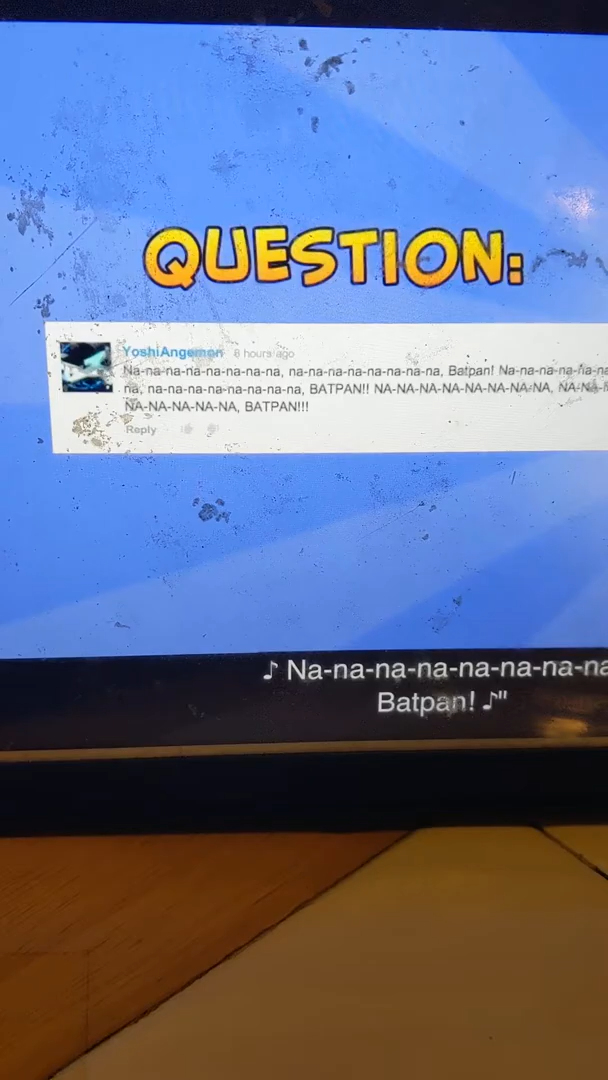 QUESTION:
YoshiAngemon 8 hours ago
Na-na-na-na-na-na-na-na, na-na-na-na-na-na-na-na, Batpan! Na-na-na-na-na-na
na, na-na-na-na-na-na-na-na, BATPAN!! NA-NA-NA-NA-NA-NA-NA-NA, NA-NA-N
NA-NA-NA-NA-NA, BATPAN!!!
Reply
♪ Na-na-na-na-na-na-na-na
Batpan! ♪"